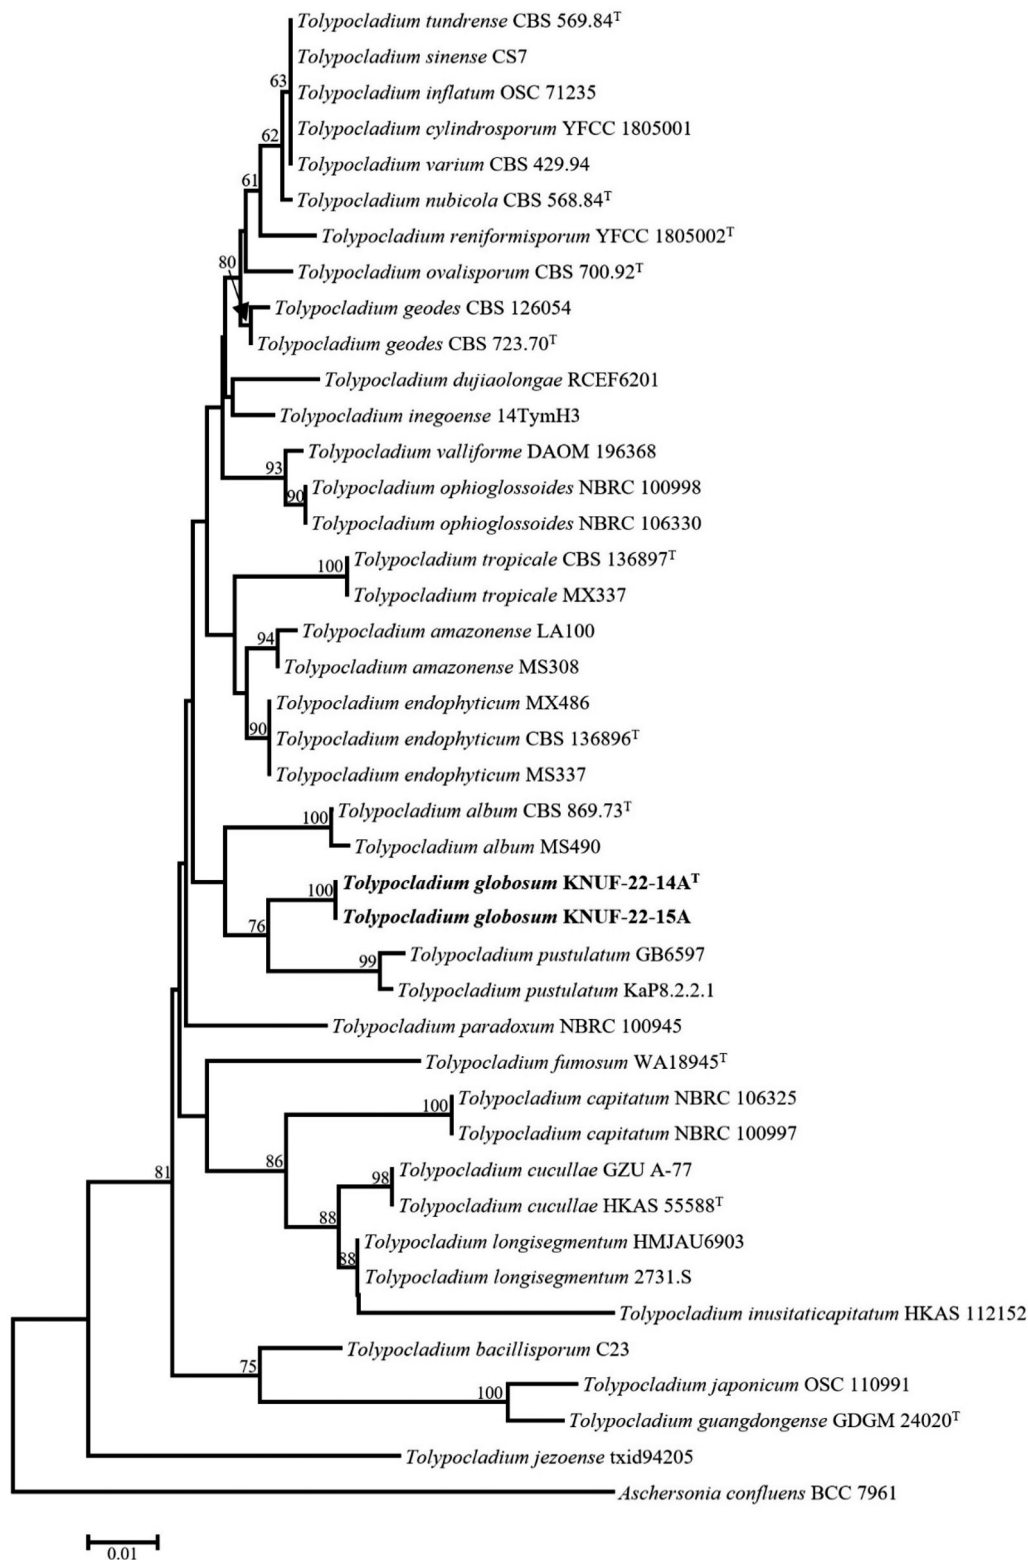 Tolypocladium tundrense CBS 569.84ᵀ
Tolypocladium sinense CS7
63
Tolypocladium inflatum OSC 71235
Tolypocladium cylindrosporum YFCC 1805001
62
Tolypocladium varium CBS 429.94
61
Tolypocladium nubicola CBS 568.84ᵀ
Tolypocladium reniformisporum YFCC 1805002ᵀ
80
Tolypocladium ovalisporum CBS 700.92ᵀ
Tolypocladium geodes CBS 126054
Tolypocladium geodes CBS 723.70ᵀ
Tolypocladium dujiaolongae RCEF6201
Tolypocladium inegoense 14TymH3
Tolypocladium valliforme DAOM 196368
93
Tolypocladium ophioglossoides NBRC 100998
90
Tolypocladium ophioglossoides NBRC 106330
Tolypocladium tropicale CBS 136897ᵀ
100
Tolypocladium tropicale MX337
Tolypocladium amazonense LA100
94
Tolypocladium amazonense MS308
Tolypocladium endophyticum MX486
90
Tolypocladium endophyticum CBS 136896ᵀ
Tolypocladium endophyticum MS337
Tolypocladium album CBS 869.73ᵀ
100
Tolypocladium album MS490
Tolypocladium globosum KNUF-22-14Aᵀ
100
Tolypocladium globosum KNUF-22-15A
76
Tolypocladium pustulatum GB6597
99
Tolypocladium pustulatum KaP8.2.2.1
Tolypocladium paradoxum NBRC 100945
Tolypocladium fumosum WA18945ᵀ
Tolypocladium capitatum NBRC 106325
100
Tolypocladium capitatum NBRC 100997
86
Tolypocladium cucullae GZU A-77
81
98
Tolypocladium cucullae HKAS 55588ᵀ
88
Tolypocladium longisegmentum HMJAU6903
88
Tolypocladium longisegmentum 2731.S
Tolypocladium inusitaticapitatum HKAS 112152
Tolypocladium bacillisporum C23
75
Tolypocladium japonicum OSC 110991
100
Tolypocladium guangdongense GDGM 24020ᵀ
Tolypocladium jezoense txid94205
Aschersonia confluens BCC 7961
0.01